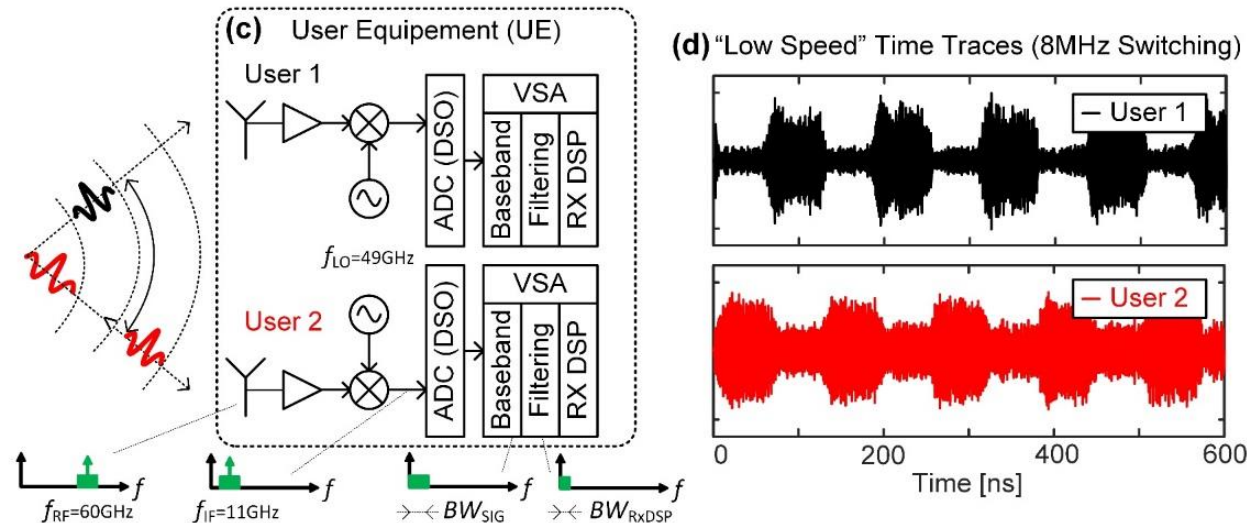 (c) User Equipement (UE)
User 1
ADC (DSO)
VSA
Baseband
Filtering
RX DSP
fLO=49GHz
User 2
ADC (DSO)
VSA
Baseband
Filtering
RX DSP
f
fRF=60GHz
f
fIF=11GHz
f
BWSIG
f
BWRxDSP
(d) “Low Speed” Time Traces (8MHz Switching)
User 1
User 2
0 200 400 600
Time [ns]